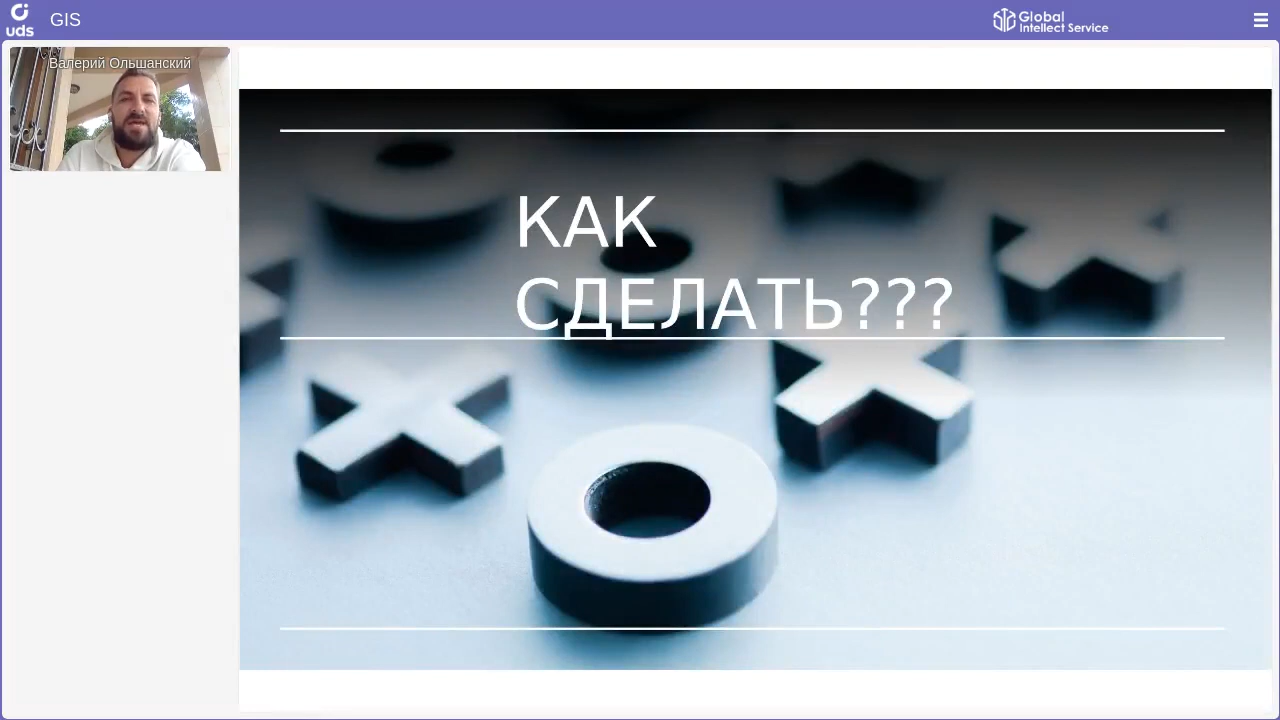 uds
GIS
Global
Intellect Service
Валерий Ольшанский
КАК
СДЕЛАТЬ???